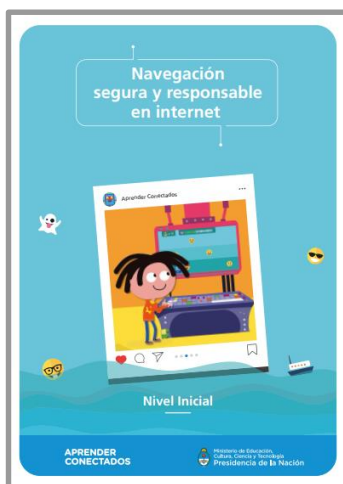 Navegación
segura y responsable
en internet
Aprender Conectados
Nivel Inicial
APRENDER
CONECTADOS
Ministerio de Educación,
Cultura, Ciencia y Tecnología
Presidencia de la Nación